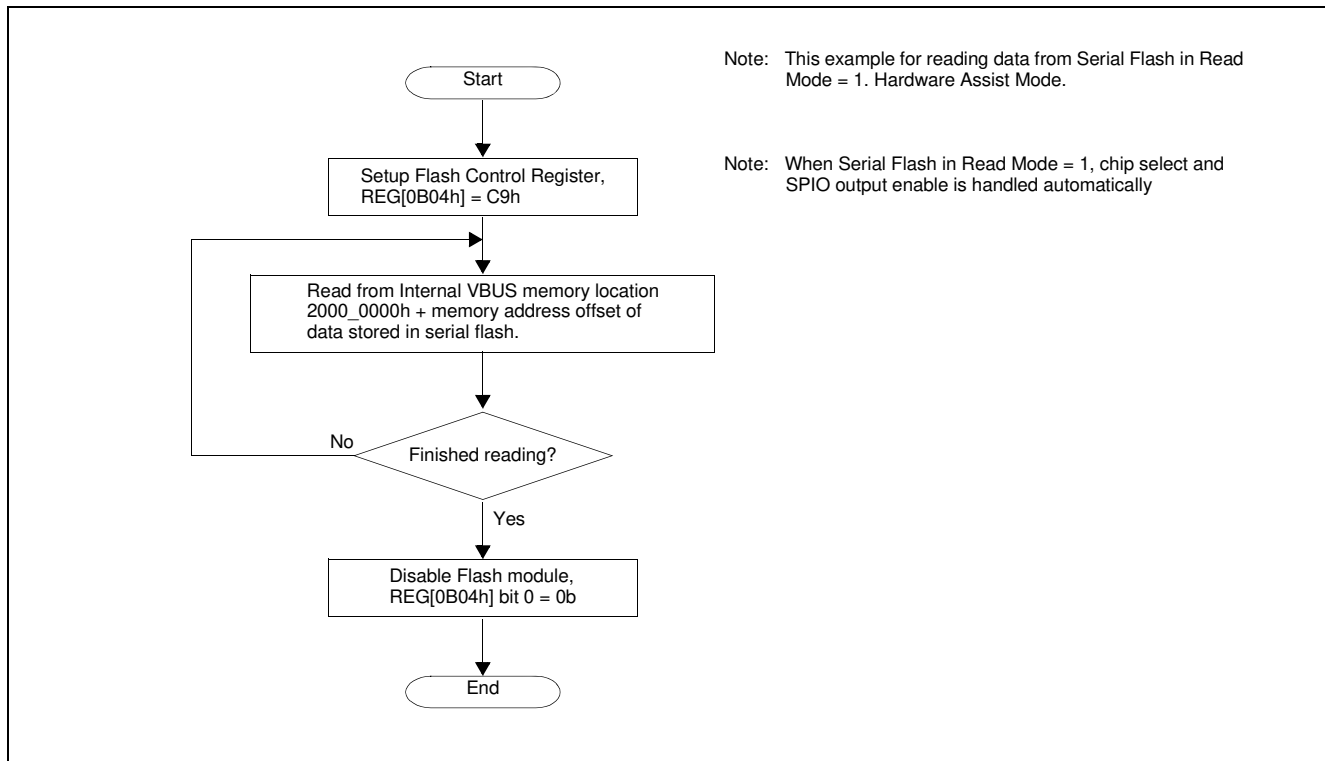 Start
Note: This example for reading data from Serial Flash in Read
Mode = 1. Hardware Assist Mode.
Note: When Serial Flash in Read Mode = 1, chip select and
SPIO output enable is handled automatically
Setup Flash Control Register,
REG[0B04h] = C9h
Read from Internal VBUS memory location
2000_0000h + memory address offset of
data stored in serial flash.
No
Finished reading?
Yes
Disable Flash module,
REG[0B04h] bit 0 = 0b
End